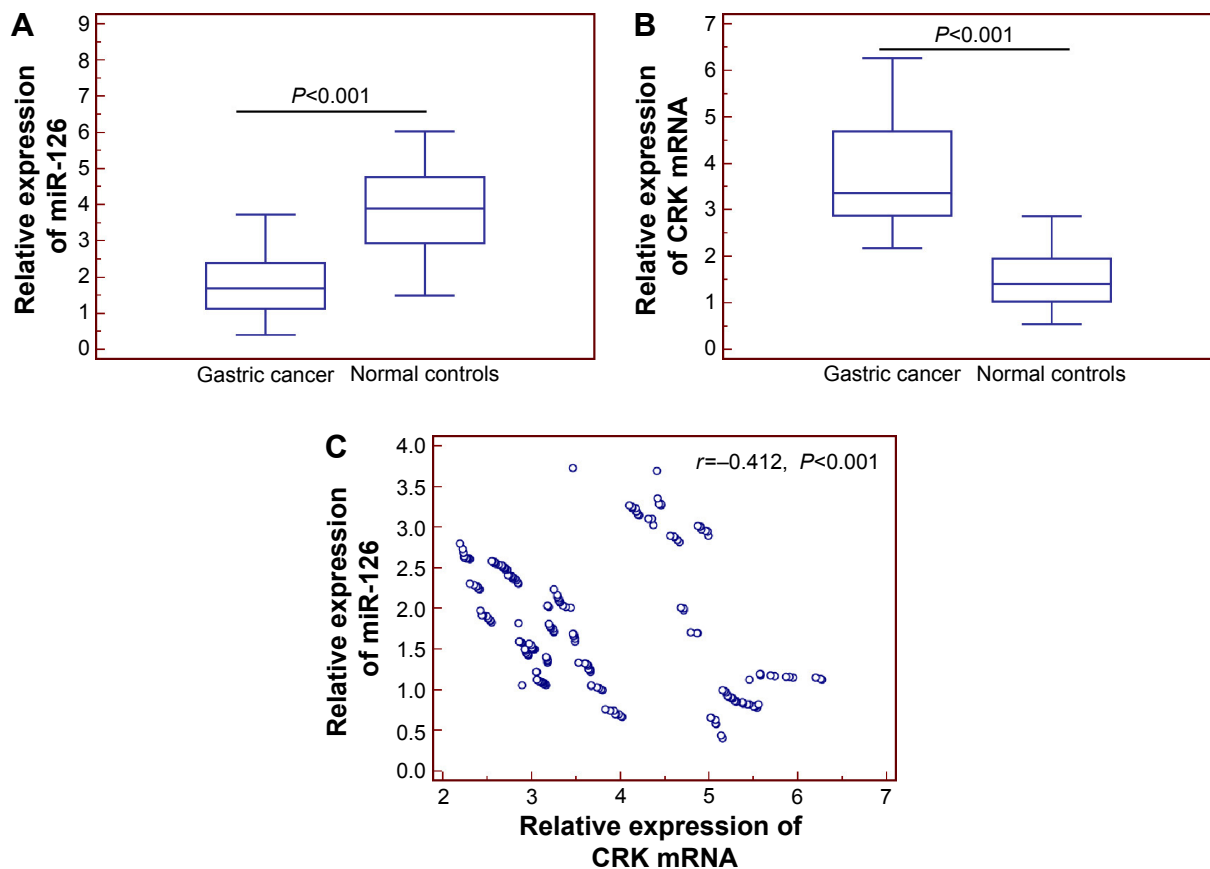 A
Relative expression
of miR-126
9
8
7
6
5
4
3
2
1
0
P<0.001
Gastric cancer
Normal controls
B
Relative expression
of CRK mRNA
7
6
5
4
3
2
1
0
P<0.001
Gastric cancer
Normal controls
C
Relative expression
of miR-126
4.0
3.5
3.0
2.5
2.0
1.5
1.0
0.5
0.0
r=–0.412, P<0.001
2 3 4 5 6 7
Relative expression of
CRK mRNA